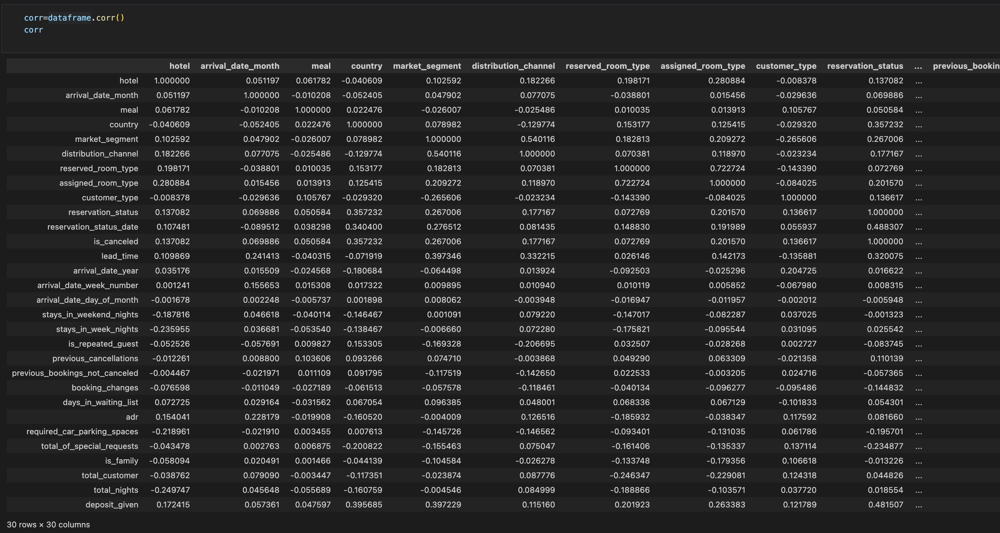 corr=dataframe.corr()
corr
hotel arrival_date_month meal country market_segment distribution_channel reserved_room_type assigned_room_type customer_type reservation_status ... previous_bookin
hotel 1.000000 0.051197 0.061782 -0.040609 0.102592 0.182266 0.198171 0.280884 -0.008378 0.137082 ...
arrival_date_month 0.051197 1.000000 -0.010208 -0.052405 0.047902 0.077075 -0.038801 0.015456 -0.029636 0.069886 ...
meal 0.061782 -0.010208 1.000000 0.022476 -0.026007 -0.025486 0.010035 0.013913 0.105767 0.050584 ...
country -0.040609 -0.052405 0.022476 1.000000 0.078982 -0.129774 0.153177 0.125415 -0.029320 0.357232 ...
market_segment 0.102592 0.047902 -0.026007 0.078982 1.000000 0.540116 0.182813 0.209272 -0.265606 0.267006 ...
distribution_channel 0.182266 0.077075 -0.025486 -0.129774 0.540116 1.000000 0.070381 0.118970 -0.023234 0.177167 ...
reserved_room_type 0.198171 -0.038801 0.010035 0.153177 0.182813 0.070381 1.000000 0.722724 -0.143390 0.072769 ...
assigned_room_type 0.280884 0.015456 0.013913 0.125415 0.209272 0.118970 0.722724 1.000000 -0.084025 0.201570 ...
customer_type -0.008378 -0.029636 0.105767 -0.029320 -0.265606 -0.023234 -0.143390 -0.084025 1.000000 0.136617 ...
reservation_status 0.137082 0.069886 0.050584 0.357232 0.267006 0.177167 0.072769 0.201570 0.136617 1.000000 ...
reservation_status_date 0.107481 -0.089512 0.038298 0.340400 0.276512 0.081435 0.148830 0.191989 0.055937 0.488307 ...
is_canceled 0.137082 0.069886 0.050584 0.357232 0.267006 0.177167 0.072769 0.201570 0.136617 1.000000 ...
lead_time 0.109869 0.241413 -0.040315 -0.071919 0.397346 0.332215 0.026146 0.142173 -0.135881 0.320075 ...
arrival_date_year 0.035176 0.015509 -0.024568 -0.180684 -0.064498 0.013924 -0.092503 -0.025296 0.204725 0.016622 ...
arrival_date_week_number 0.001241 0.155653 0.015308 0.017322 0.009895 0.010940 0.010119 0.005852 -0.067980 0.008315 ...
arrival_date_day_of_month -0.001678 0.002248 -0.005737 0.001898 0.008062 -0.003948 -0.016947 -0.011957 -0.002012 -0.005948 ...
stays_in_weekend_nights -0.187816 0.046618 -0.040114 -0.146467 0.001091 0.079220 -0.147017 -0.082287 0.037025 -0.001323 ...
stays_in_week_nights -0.235955 0.036681 -0.053540 -0.138467 -0.006660 0.072280 -0.175821 -0.095544 0.031095 0.025542 ...
is_repeated_guest -0.052526 -0.057691 0.009827 0.153305 -0.169328 -0.206695 0.032507 -0.028268 0.002727 -0.083745 ...
previous_cancellations -0.012261 0.008800 0.103606 0.093266 0.074710 -0.003868 0.049290 0.063309 -0.021358 0.110139 ...
previous_bookings_not_canceled -0.004467 -0.021971 0.011109 0.091795 -0.117519 -0.142650 0.022533 -0.003205 0.024716 -0.057365 ...
booking_changes -0.076598 -0.011049 -0.027189 -0.061513 -0.057578 -0.118461 -0.040134 -0.096277 -0.095486 -0.144832 ...
days_in_waiting_list 0.072725 0.029164 -0.031562 0.067054 0.096385 0.048001 0.068336 0.067129 -0.101833 0.054301 ...
adr 0.154041 0.228179 -0.019908 -0.160520 -0.004009 0.126516 -0.185932 -0.038347 0.117592 0.081660 ...
required_car_parking_spaces -0.218961 -0.021910 0.003455 0.007613 -0.145726 -0.146562 -0.093401 -0.131035 0.061786 -0.195701 ...
total_of_special_requests -0.043478 0.002763 0.006875 -0.200822 -0.155463 0.075047 -0.161406 -0.135337 0.137114 -0.234877 ...
is_family -0.058094 0.020491 0.001466 -0.044139 -0.104584 -0.026278 -0.133748 -0.179356 0.106618 -0.013226 ...
total_customer -0.038762 0.079090 -0.003447 -0.117351 -0.023874 0.087776 -0.246347 -0.229081 0.124318 0.044826 ...
total_nights -0.249747 0.045648 -0.055689 -0.160759 -0.004546 0.084999 -0.188866 -0.103571 0.037720 0.018554 ...
deposit_given 0.172415 0.057361 0.047597 0.395685 0.397229 0.115160 0.201923 0.263383 0.121789 0.481507 ...
30 rows × 30 columns